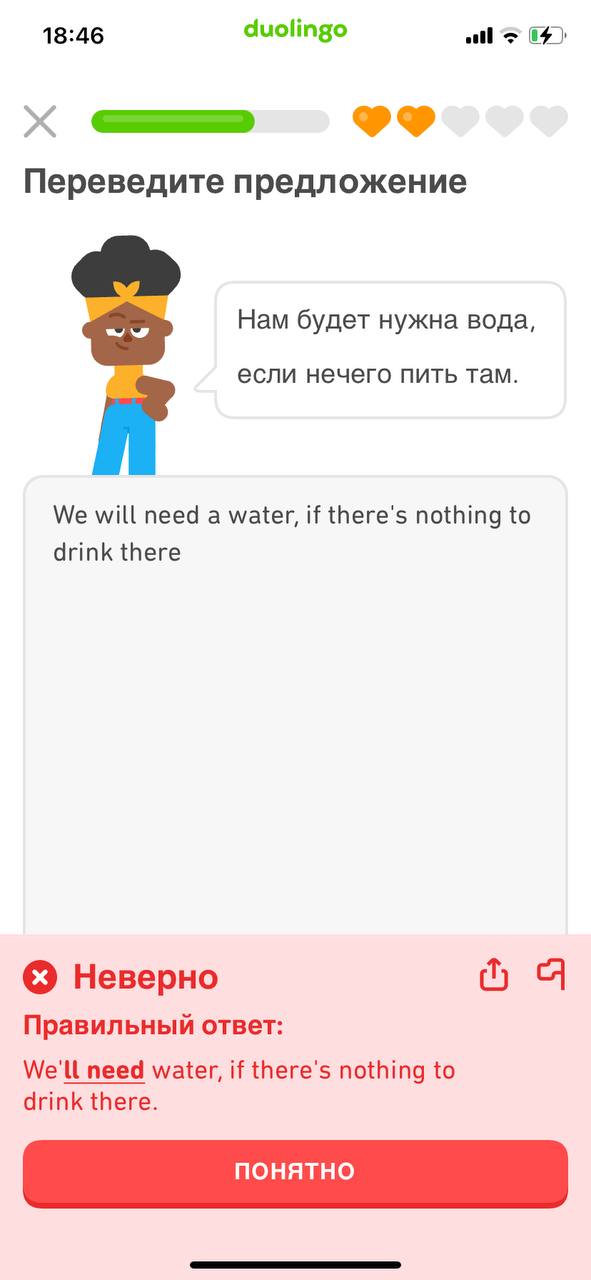 18:46
duolingo
Переведите предложение
Нам будет нужна вода,
если нечего пить там.
We will need a water, if there's nothing to
drink there
Неверно
Правильный ответ:
We'll need water, if there's nothing to
drink there.
ПОНЯТНО